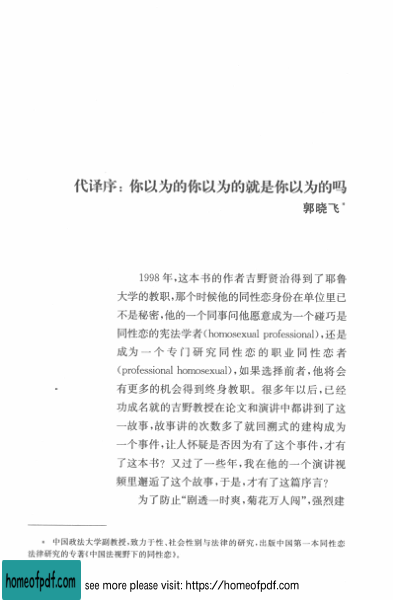 代译序：你以为的你以为的就是你以为的吗
郭晓飞*
1998年，这本书的作者吉野贤治得到了耶鲁
大学的教职，那个时候他的同性恋身份在单位里已
不是秘密，他的一个同事问他愿意成为一个碰巧是
同性恋的宪法学者（homosexual professional），还是
成为一个专门研究同性恋的职业同性恋者
（professional homosexual），如果选择前者，他将会
有更多的机会得到终身教职。很多年以后，已经
功成名就的吉野教授在论文和演讲中都讲到了这
一故事，故事讲的次数多了就回溯式的建构成为
一个事件，让人怀疑是否因为有了这个事件，才有
了这本书？又过了一些年，我在他的一个演讲视
频里邂逅了这个故事，于是，才有了这篇序言？
为了防止“剧透一时爽，菊花万人闯”，强烈建
* 中国政法大学副教授，致力于性、社会性别与法律的研究，出版中国第一本同性恋
法律研究的专著《中国法视野下的同性恋》。
homeofpdf.com
see more please visit: https://homeofpdf.com